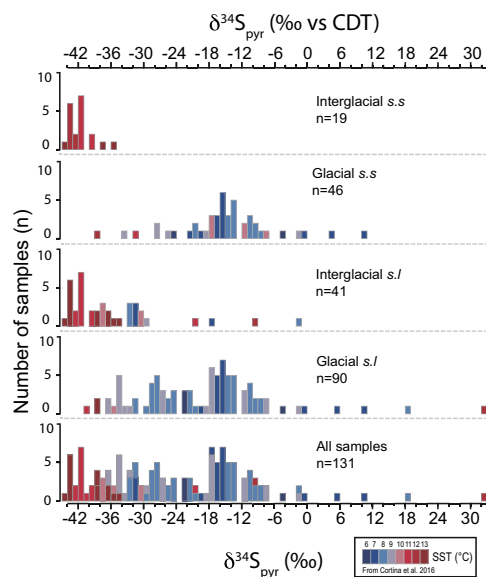 δ³⁴Spyr (‰ vs CDT)
-42 -36 -30 -24 -18 -12 -6 0 6 12 18 24 30
10
5
0
Interglacial s.s
n=19
10
5
0
Glacial s.s
n=46
10
5
0
Interglacial s.l
n=41
10
5
0
Glacial s.l
n=90
10
5
0
All samples
n=131
Number of samples (n)
-42 -36 -30 -24 -18 -12 -6 0 6 12 18 24 30
δ³⁴Spyr (‰)
6 7 8 9 10 11 12 13
SST (°C)
From Cortina et al. 2016